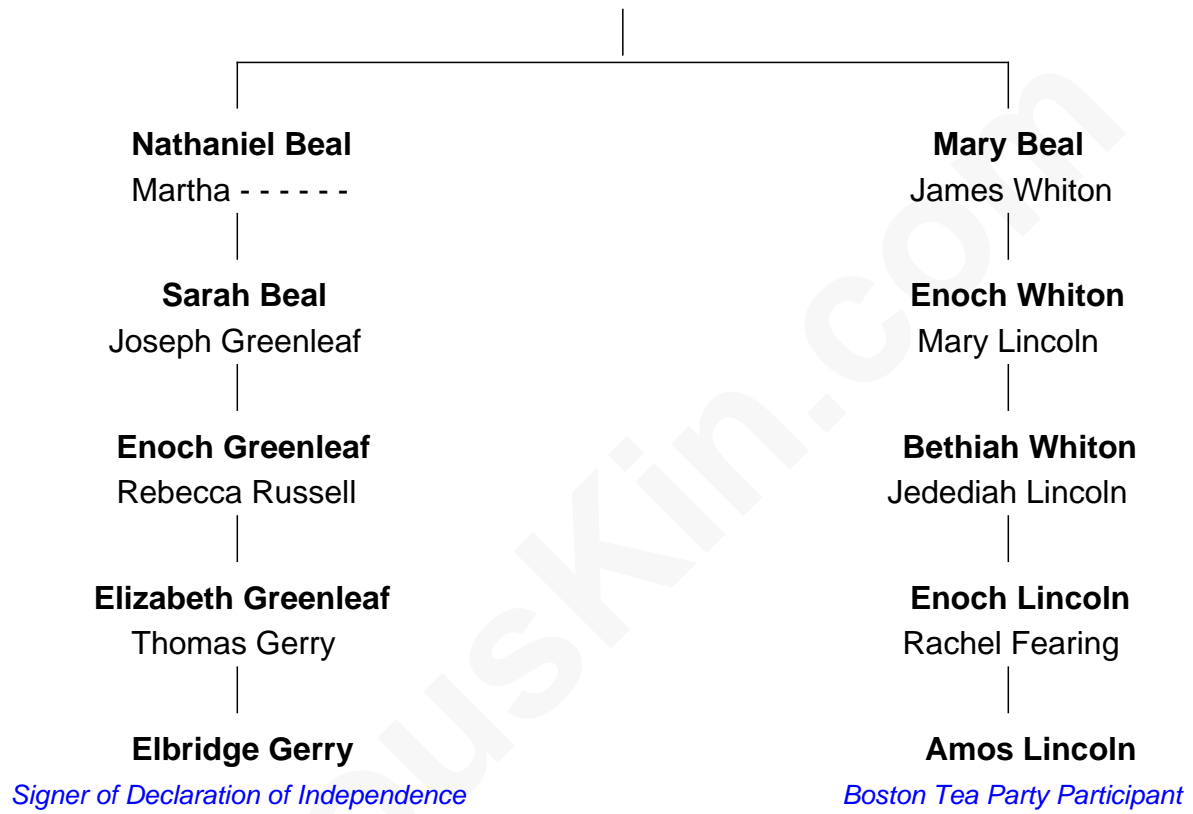 Nathaniel Beal
Martha - - - - - -
Sarah Beal
Joseph Greenleaf
Enoch Greenleaf
Rebecca Russell
Elizabeth Greenleaf
Thomas Gerry
Elbridge Gerry
Signer of Declaration of Independence
Mary Beal
James Whiton
Enoch Whiton
Mary Lincoln
Bethiah Whiton
Jedediah Lincoln
Enoch Lincoln
Rachel Fearing
Amos Lincoln
Boston Tea Party Participant
usKin.com